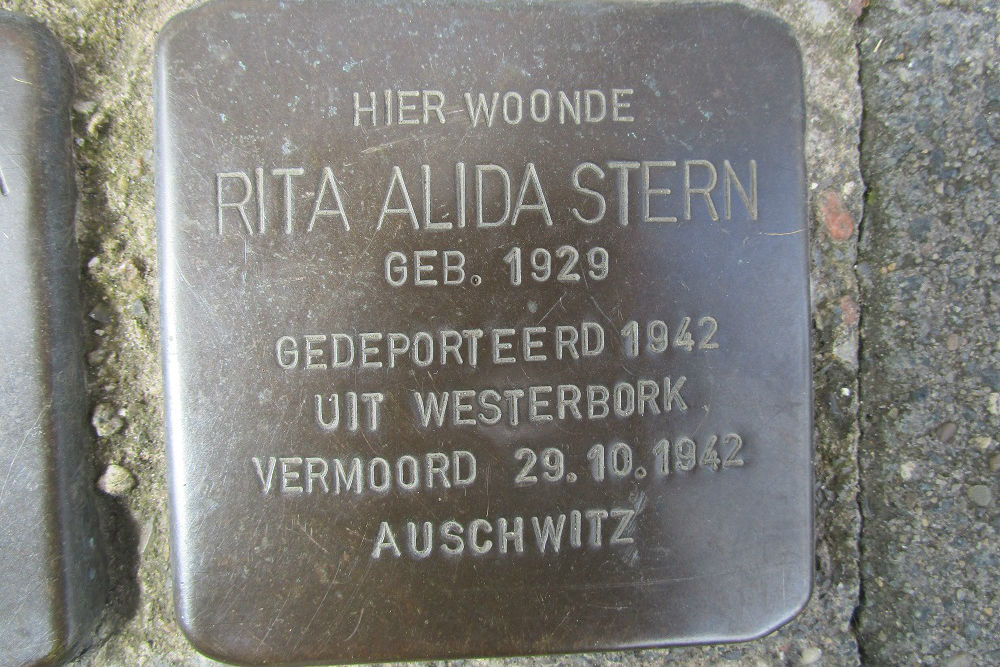 HIER WOONDE
RITA ALIDA STERN
GEB. 1929
GEDEPORTEERD 1942
UIT WESTERBORK
VERMOORD 29.10.1942
AUSCHWITZ